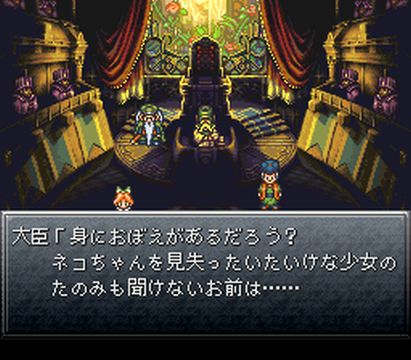 大臣「身におぼえがあるだろう？
ネコちゃんを見失ったいたいけな少女の
たのみも聞けないお前は……